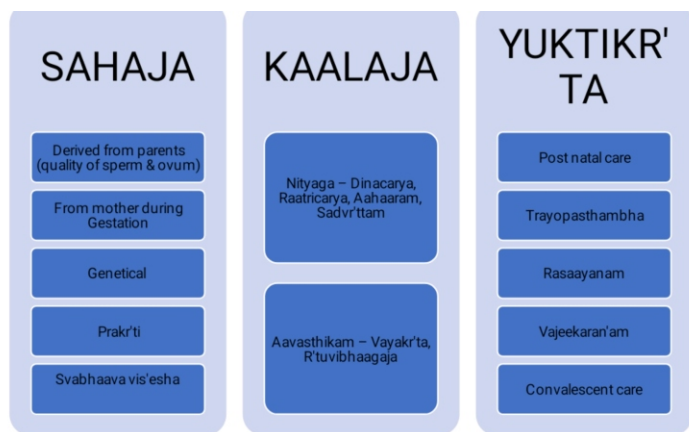 SAHAJA
Derived from parents
(quality of sperm & ovum)
From mother during
Gestation
Genetical
Prakr'ti
Svabhaava vis'esha
KAALAJA
Nityaga – Dinacarya,
Raatricarya, Aahaaram,
Sadvr'ttam
Aavasthikam – Vayakr'ta,
R'tuvibhaagaja
YUKTIKR'
TA
Post natal care
Trayopasthambha
Rasaayanam
Vajeekaran'am
Convalescent care